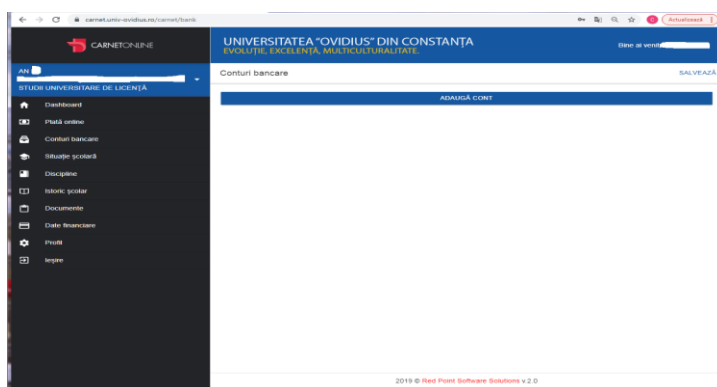 carnet.univ-ovidius.ro/carnet/bank
Actualizează
CARNETONLINE
UNIVERSITATEA "OVIDIUS" DIN CONSTANȚA
EVOLUȚIE, EXCELENȚĂ, MULTICULTURALITATE.
Bine ai venit
AN
STUDII UNIVERSITARE DE LICENȚĂ
Conturi bancare
SALVEAZĂ
ADAUGĂ CONT
Dashboard
Plată online
Conturi bancare
Situație școlară
Discipline
Istoric școlar
Documente
Date financiare
Profil
Ieșire
2019 © Red Point Software Solutions v.2.0